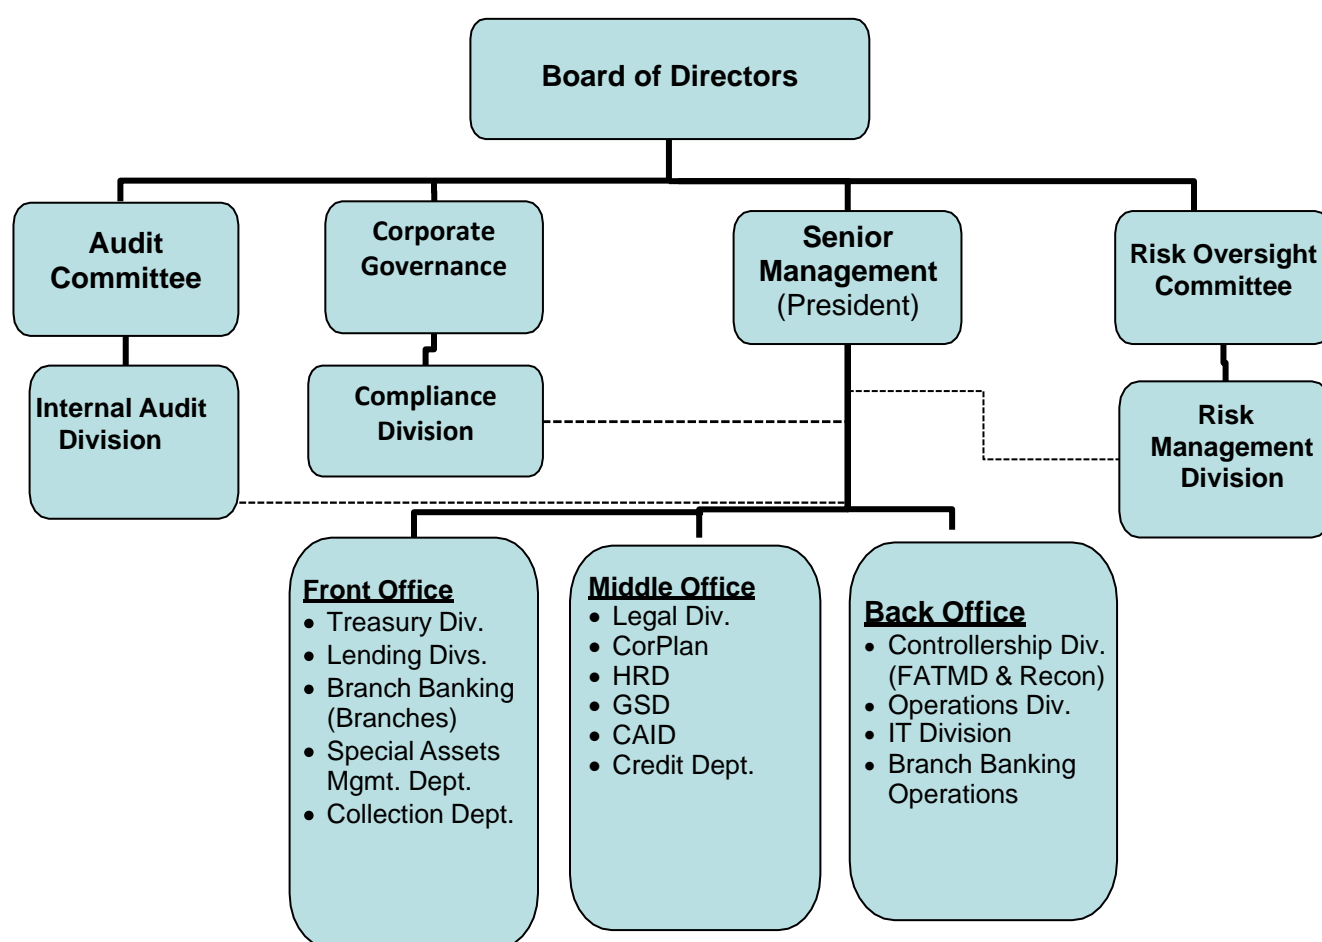 Board of Directors
Audit
Committee
Corporate
Governance
Senior
Management
(President)
Risk Oversight
Committee
Internal Audit
Division
Compliance
Division
Risk
Management
Division
Front Office
• Treasury Div.
• Lending Divs.
• Branch Banking
(Branches)
• Special Assets
Mgmt. Dept.
• Collection Dept.
Middle Office
• Legal Div.
• CorPlan
• HRD
• GSD
• CAID
• Credit Dept.
Back Office
• Controllership Div.
(FATMD & Recon)
• Operations Div.
• IT Division
• Branch Banking
Operations